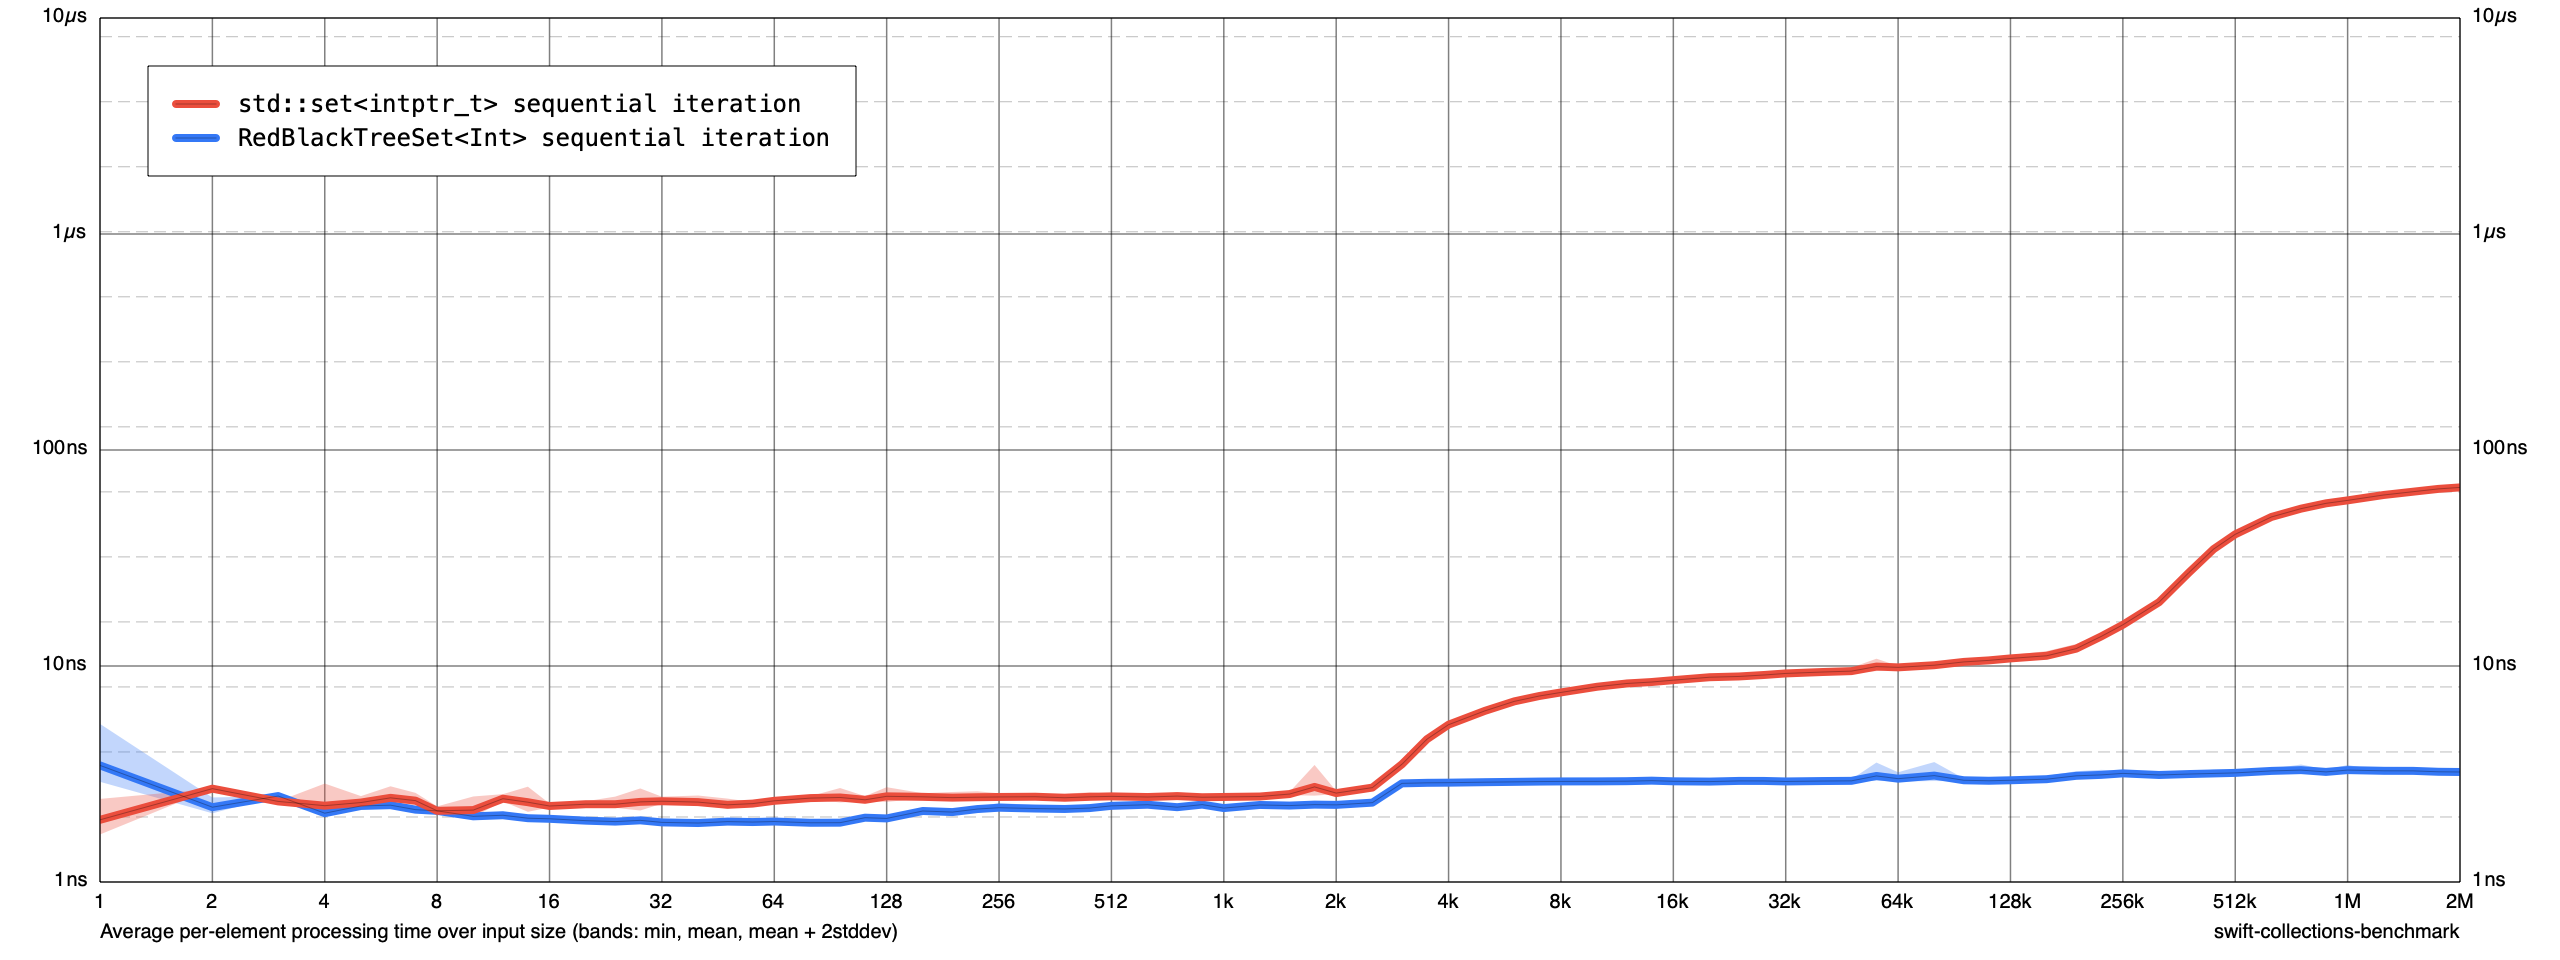 10µs
10µs
std::set<intptr_t> sequential iteration
RedBlackTreeSet<Int> sequential iteration
1µs
1µs
100ns
100ns
10ns
10ns
1ns
1ns
1 2 4 8 16 32 64 128 256 512 1k 2k 4k 8k 16k 32k 64k 128k 256k 512k 1M 2M
Average per-element processing time over input size (bands: min, mean, mean + 2stddev)
swift-collections-benchmark